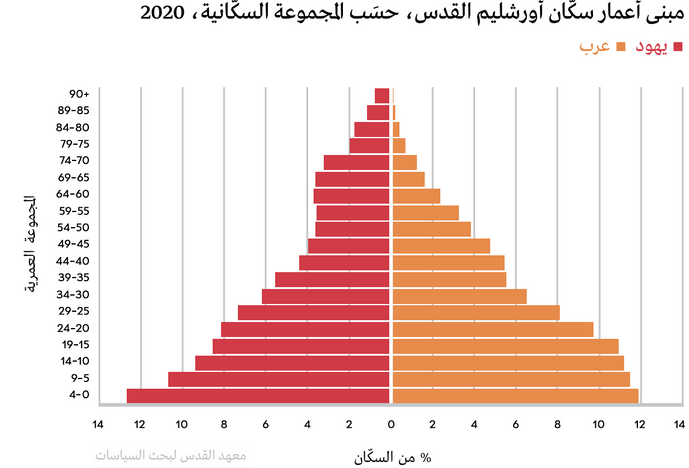 مبنى أعمار سكّان أورشليم القدس، حسَب المجموعة السكّانية، 2020
يهود
عرب
المجموعة العمرية
90+
89-85
84-80
79-75
74-70
69-65
64-60
59-55
54-50
49-45
44-40
39-35
34-30
29-25
24-20
19-15
14-10
9-5
4-0
14 12 10 8 6 4 2 0 2 4 6 8 10 12 14
% من السكّان
معهد القدس لبحث السياسات